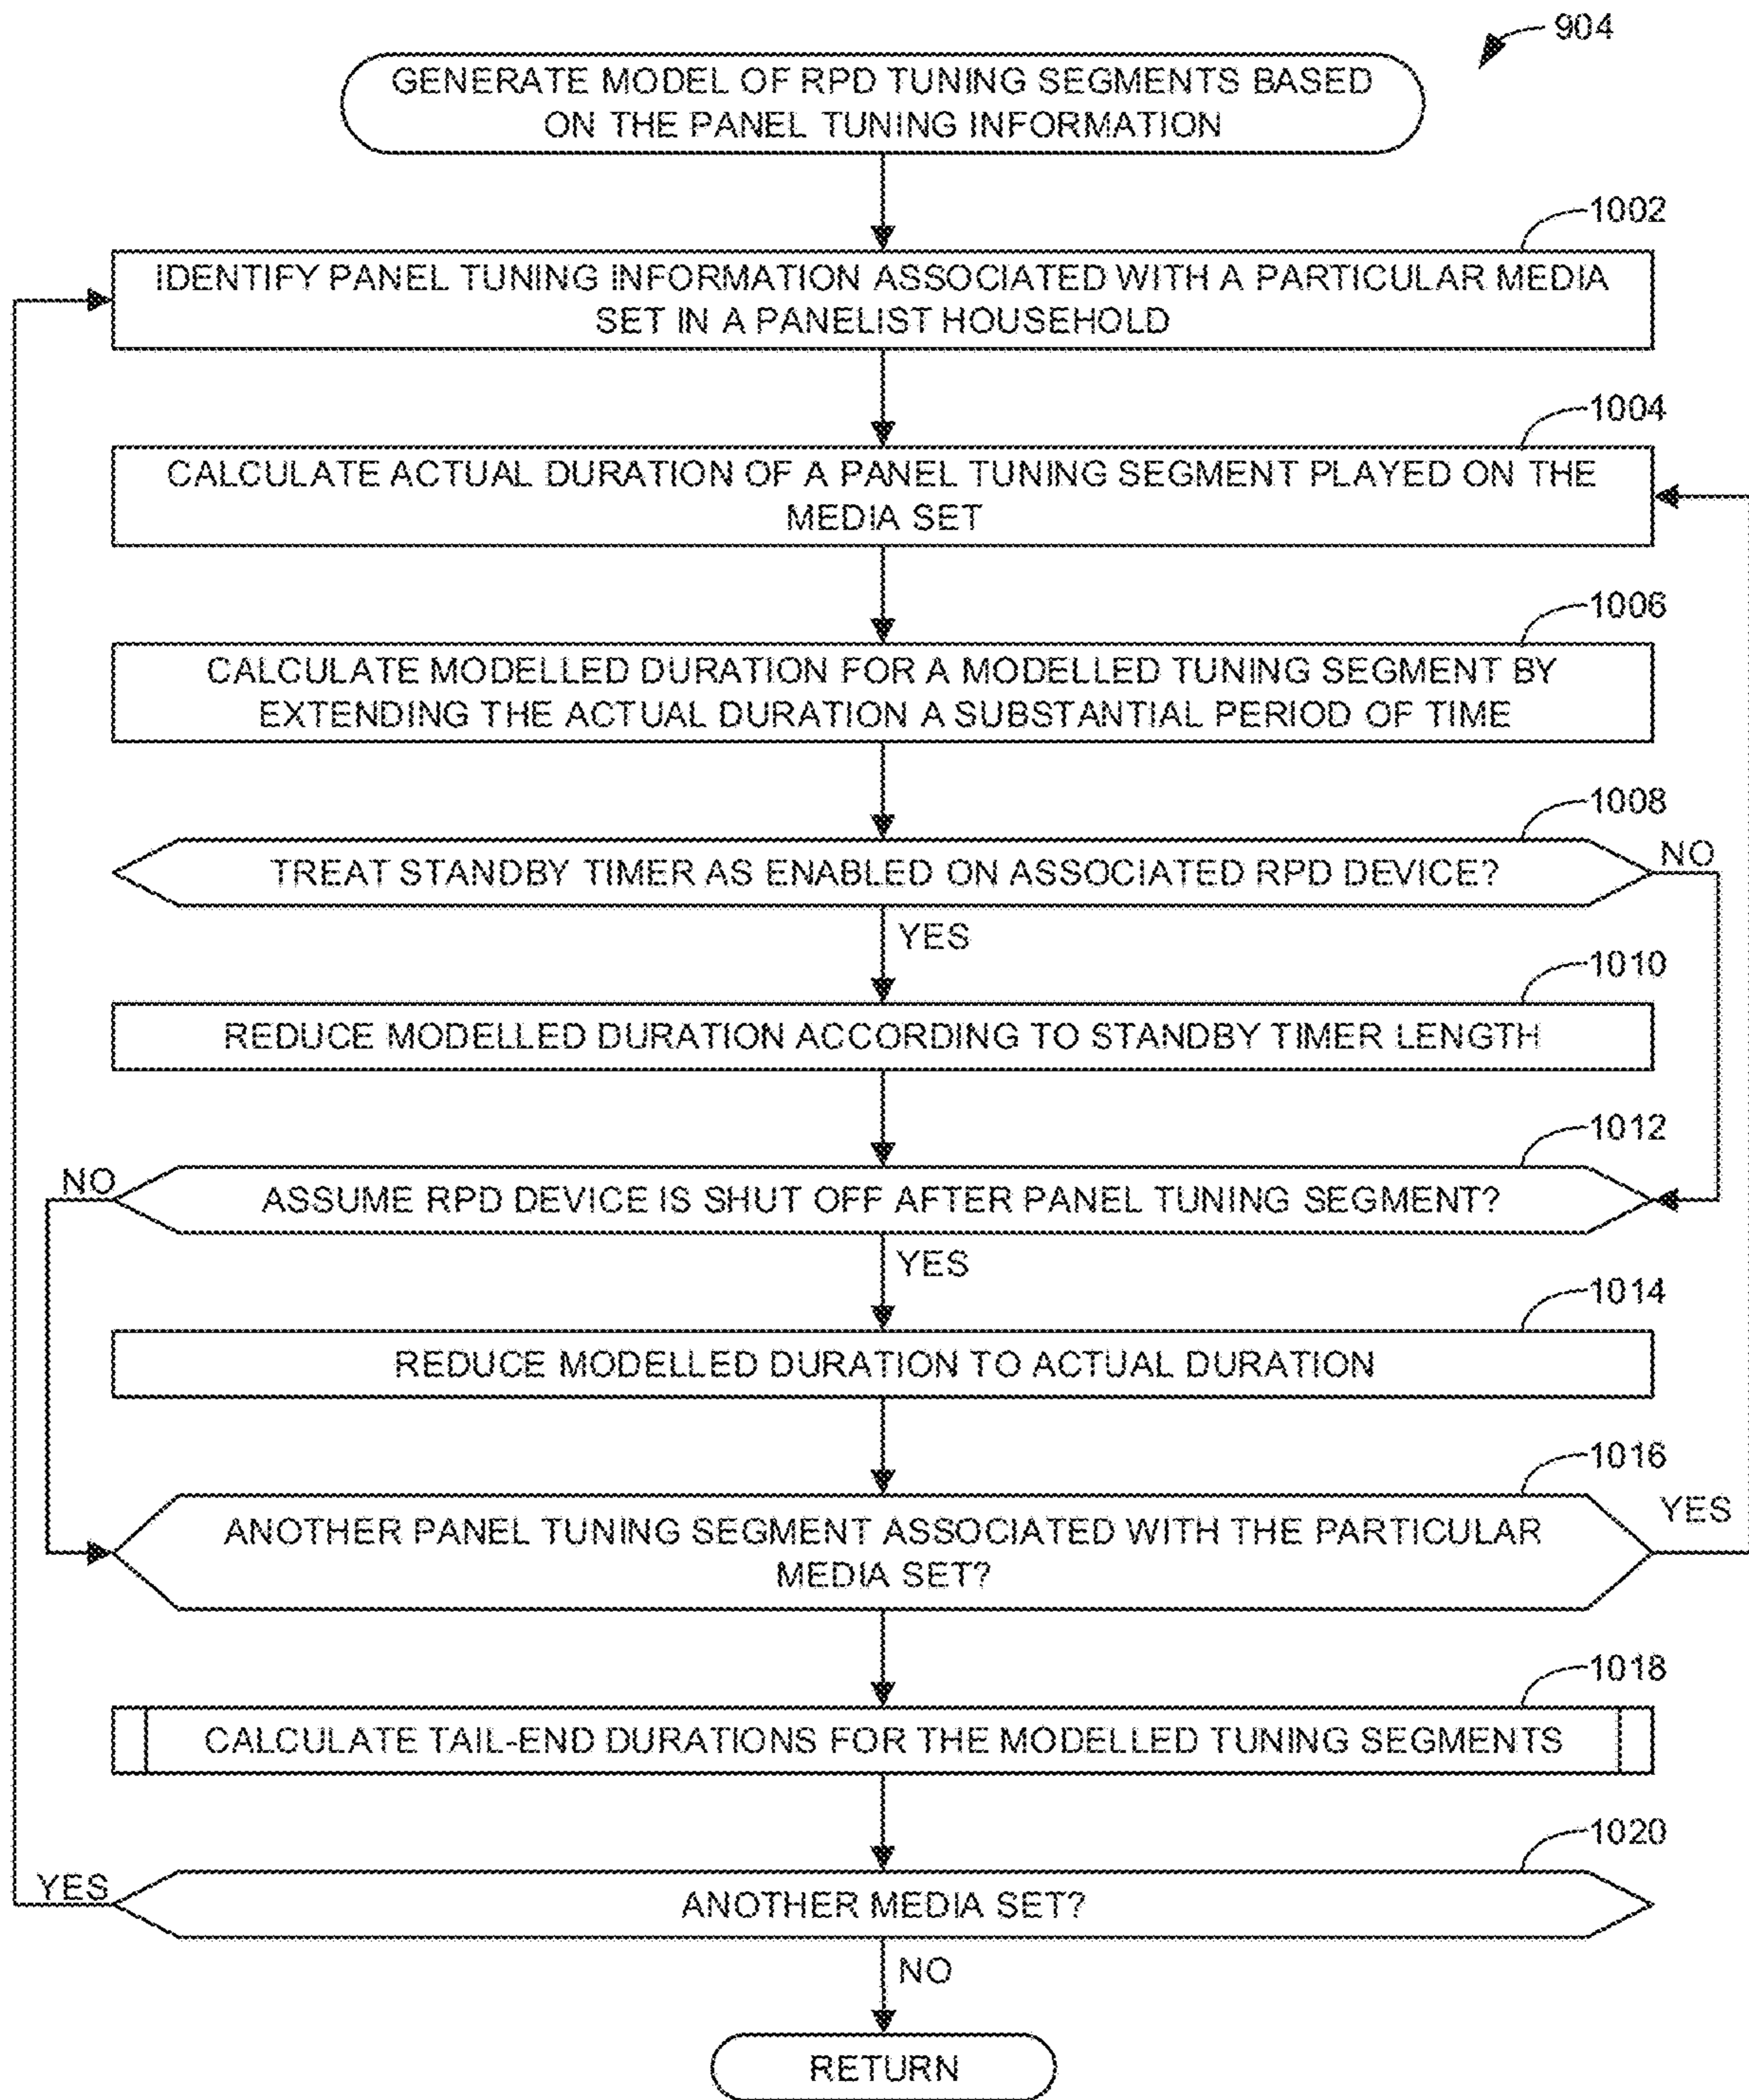 904
GENERATE MODEL OF RPD TUNING SEGMENTS BASED
ON THE PANEL TUNING INFORMATION
1002
IDENTIFY PANEL TUNING INFORMATION ASSOCIATED WITH A PARTICULAR MEDIA
SET IN A PANELIST HOUSEHOLD
1004
CALCULATE ACTUAL DURATION OF A PANEL TUNING SEGMENT PLAYED ON THE
MEDIA SET
1006
CALCULATE MODELLED DURATION FOR A MODELLED TUNING SEGMENT BY
EXTENDING THE ACTUAL DURATION A SUBSTANTIAL PERIOD OF TIME
1008
TREAT STANDBY TIMER AS ENABLED ON ASSOCIATED RPD DEVICE?
NO
YES
1010
REDUCE MODELLED DURATION ACCORDING TO STANDBY TIMER LENGTH
1012
NO
ASSUME RPD DEVICE IS SHUT OFF AFTER PANEL TUNING SEGMENT?
YES
1014
REDUCE MODELLED DURATION TO ACTUAL DURATION
1016
ANOTHER PANEL TUNING SEGMENT ASSOCIATED WITH THE PARTICULAR
MEDIA SET?
YES
1018
CALCULATE TAIL-END DURATIONS FOR THE MODELLED TUNING SEGMENTS
1020
YES
ANOTHER MEDIA SET?
NO
RETURN